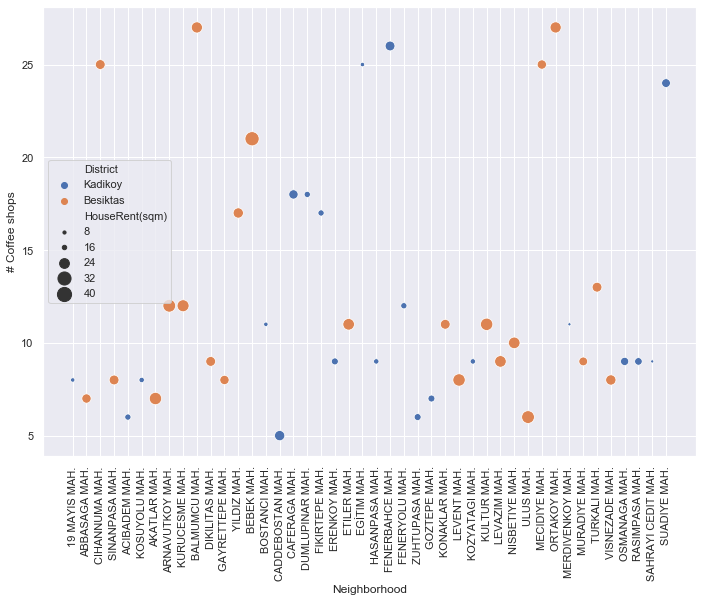 # Coffee shops
25
20
15
10
5
District
Kadikoy
Besiktas
HouseRent(sqm)
8
16
24
32
40
19 MAYIS MAH.
ABBASAGA MAH.
CIHANNUMA MAH.
SINANPASA MAH.
ACIBADEM MAH.
KOSUYOLU MAH.
AKATLAR MAH.
ARNAVUTKOY MAH.
KURUCESME MAH.
BALMUMCU MAH.
DIKILITAS MAH.
GAYRETTEPE MAH.
YILDIZ MAH.
BEBEK MAH.
BOSTANCI MAH.
CADDEBOSTAN MAH.
CAFERAGA MAH.
DUMLUPINAR MAH.
FIKIRTEPE MAH.
ERENKOY MAH.
ETILER MAH.
EGITIM MAH.
HASANPASA MAH.
FENERBAHCE MAH.
FENERYOLU MAH.
ZUHTUPASA MAH.
GOZTEPE MAH.
KONAKLAR MAH.
LEVENT MAH.
KOZYATAGI MAH.
KULTUR MAH.
LEVAZIM MAH.
NISBETIYE MAH.
ULUS MAH.
MECIDIYE MAH.
ORTAKOY MAH.
MERDIVENKOY MAH.
MURADIYE MAH.
TURKALI MAH.
VISNEZADE MAH.
OSMANAGA MAH.
RASIMPASA MAH.
SAHRAYI CEDIT MAH.
SUADIYE MAH.
Neighborhood